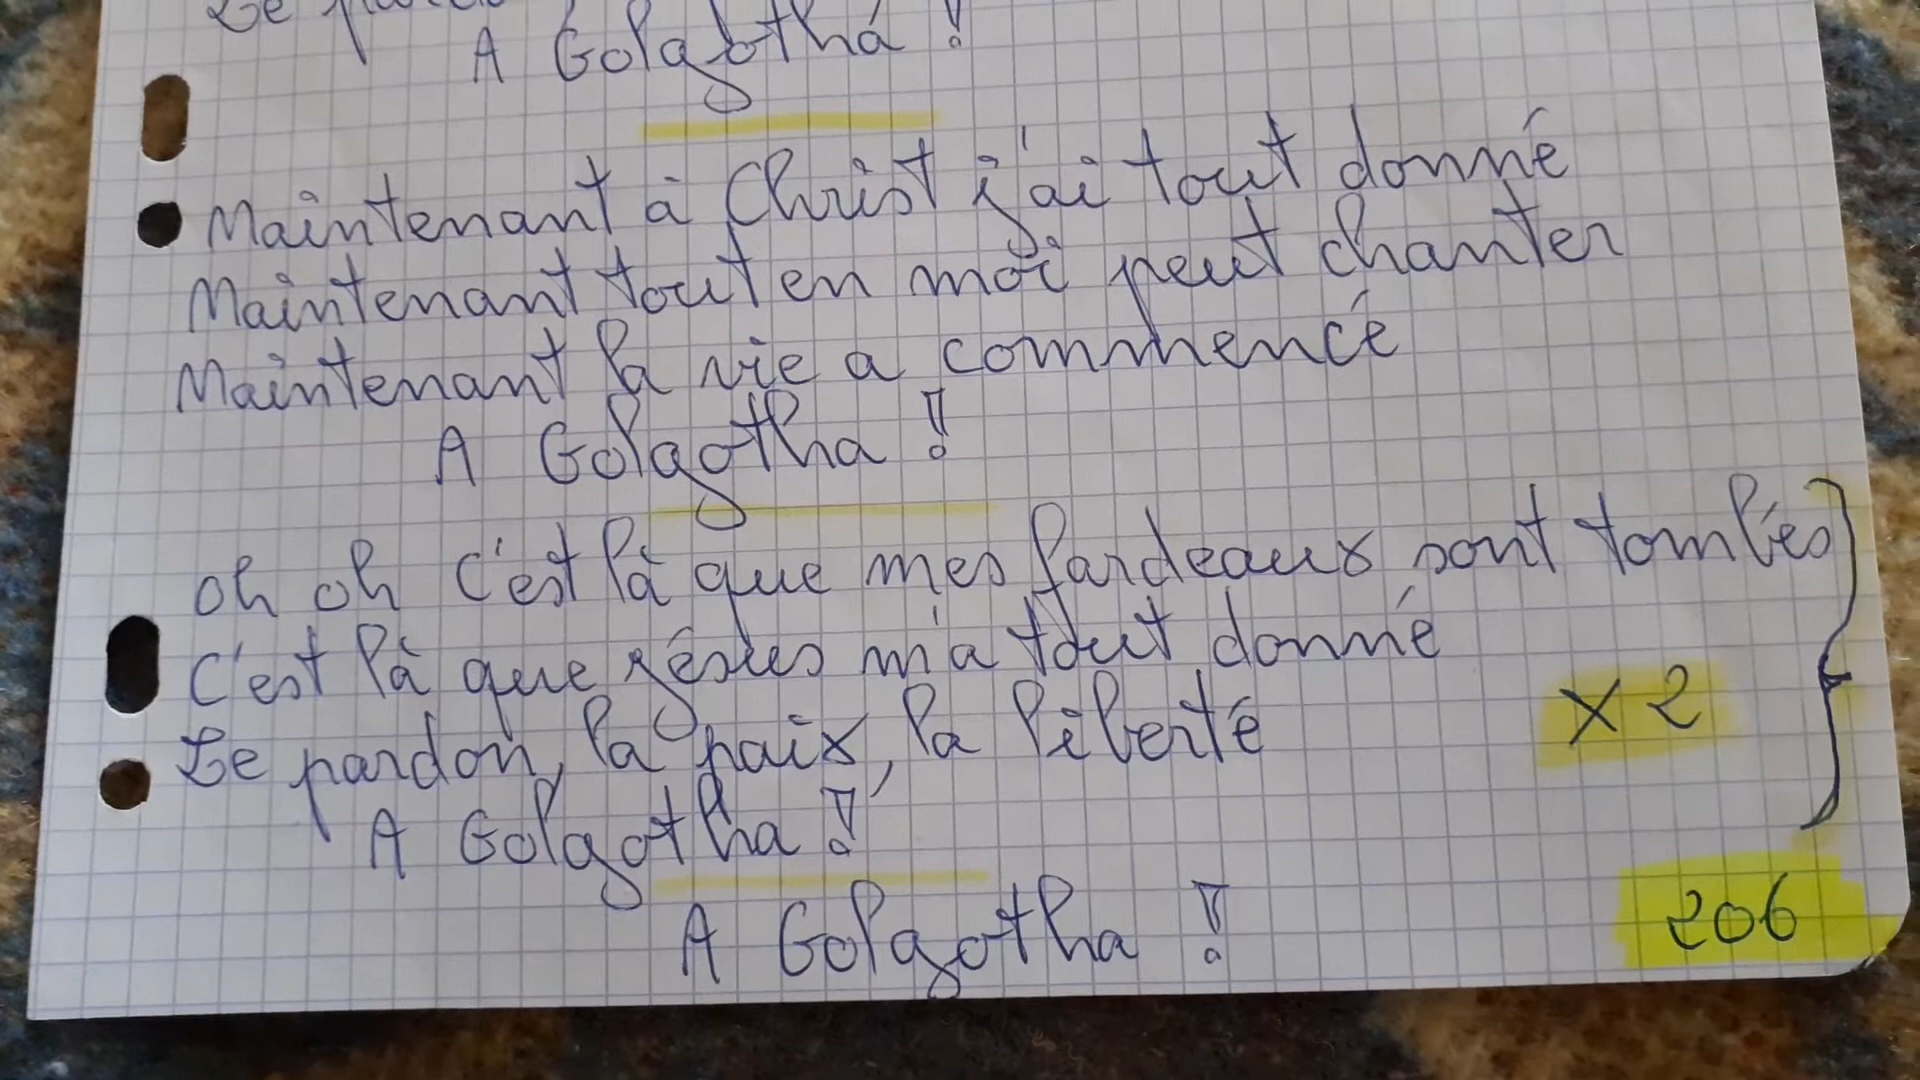 A Golgotha !
Maintenant à Christ j'ai tout donné
Maintenant tout en moi peut chanter
Maintenant la vie a commencé
A Golgotha !
Oh oh c'est là que mes fardeaux sont tombés
C'est là que Jésus m'a tout donné
Le pardon, la paix, la liberté
x 2
A Golgotha !
A Golgotha !
206